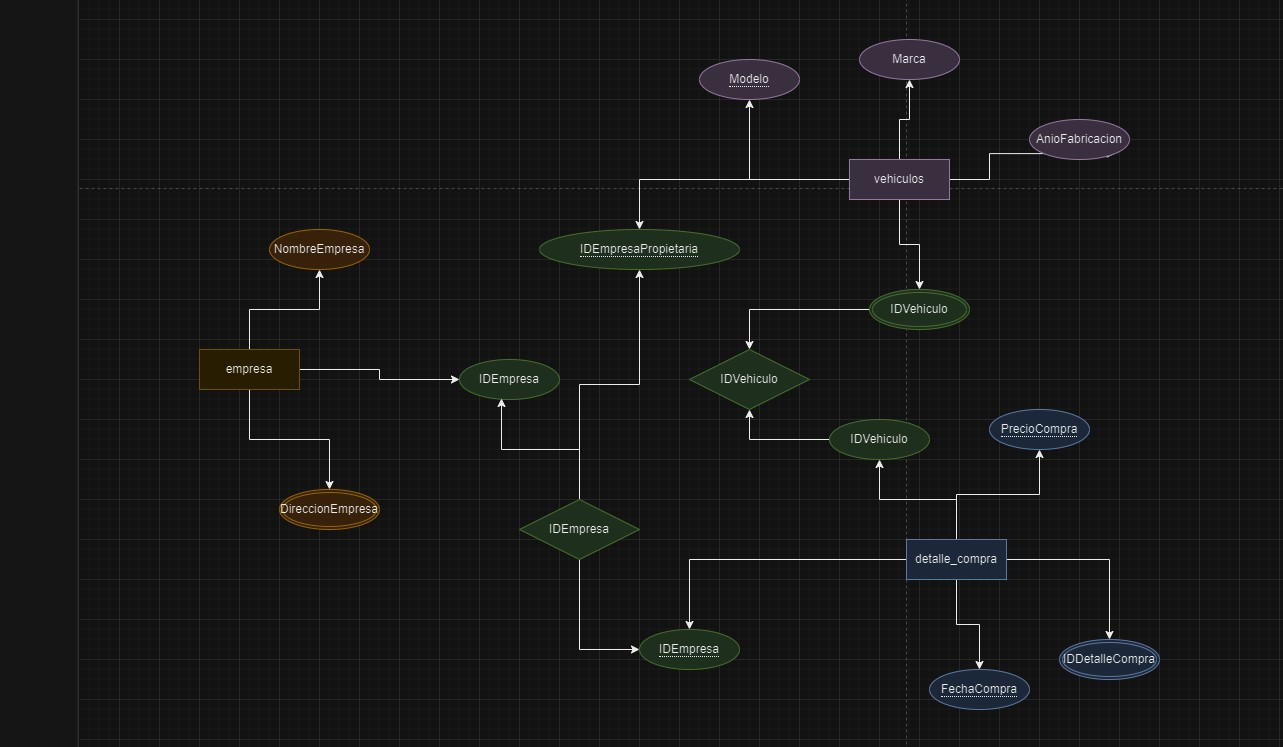 Marca
Modelo
AnioFabricacion
vehiculos
NombreEmpresa
IDEmpresaPropietaria
IDVehiculo
empresa
IDEmpresa
IDVehiculo
IDVehiculo
PrecioCompra
DireccionEmpresa
IDEmpresa
detalle_compra
IDEmpresa
IDDetalleCompra
FechaCompra